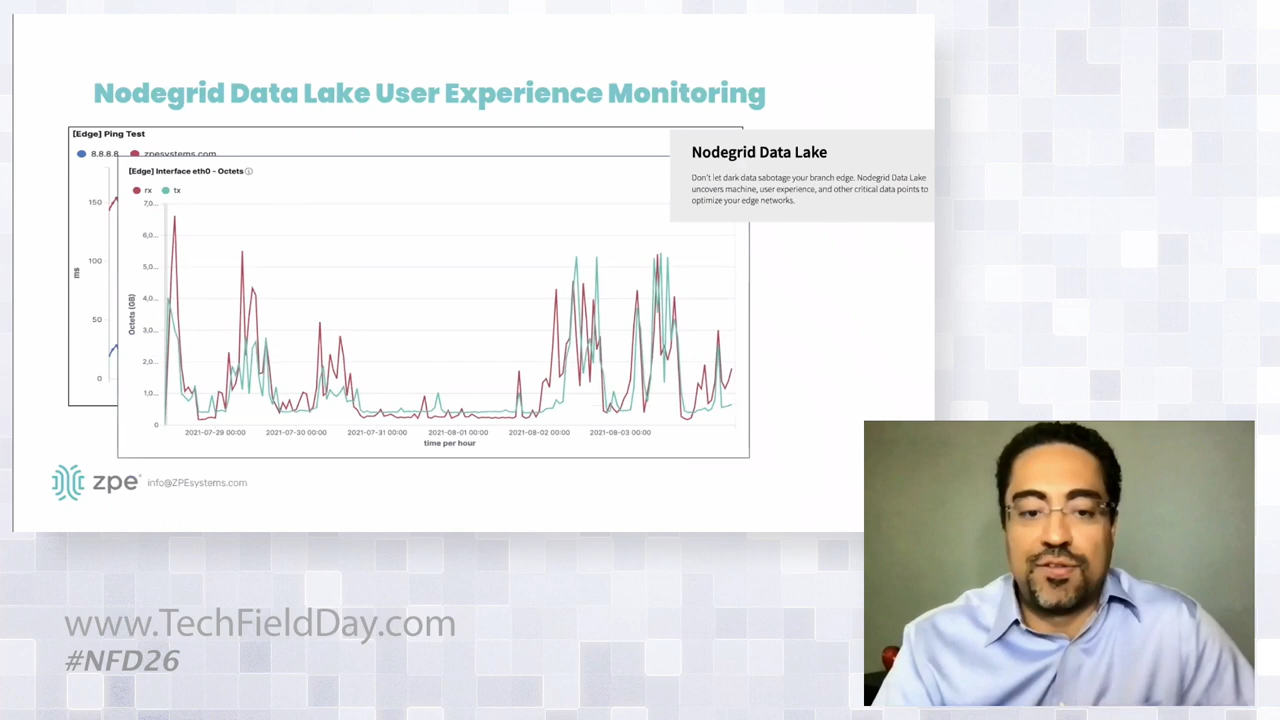 Nodegrid Data Lake User Experience Monitoring
[Edge] Ping Test
8.8.8.8 zpesystems.com
Nodegrid Data Lake
Don't let dark data sabotage your branch edge. Nodegrid Data Lake
uncovers machine, user experience, and other critical data points to
optimize your edge networks.
[Edge] Interface eth0 - Octets
rx tx
150
100
50
0
ms
7,0...
6,0...
5,0...
4,0...
3,0...
2,0...
1,0...
0
Octets (GB)
2021-07-29 00:00 2021-07-30 00:00 2021-07-31 00:00 2021-08-01 00:00 2021-08-02 00:00 2021-08-03 00:00
time per hour
zpe info@ZPEsystems.com
www.TechFieldDay.com
#NFD26